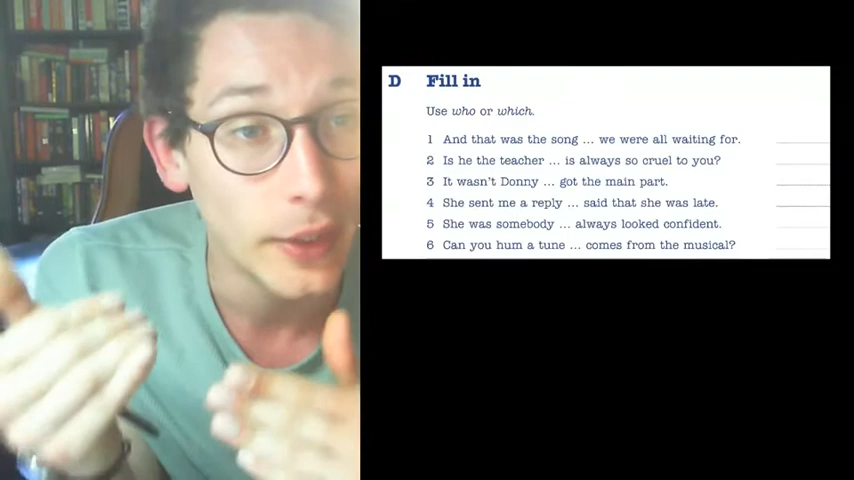 D Fill in
Use who or which.
1 And that was the song ... we were all waiting for.
2 Is he the teacher ... is always so cruel to you?
3 It wasn't Donny ... got the main part.
4 She sent me a reply ... said that she was late.
5 She was somebody ... always looked confident.
6 Can you hum a tune ... comes from the musical?